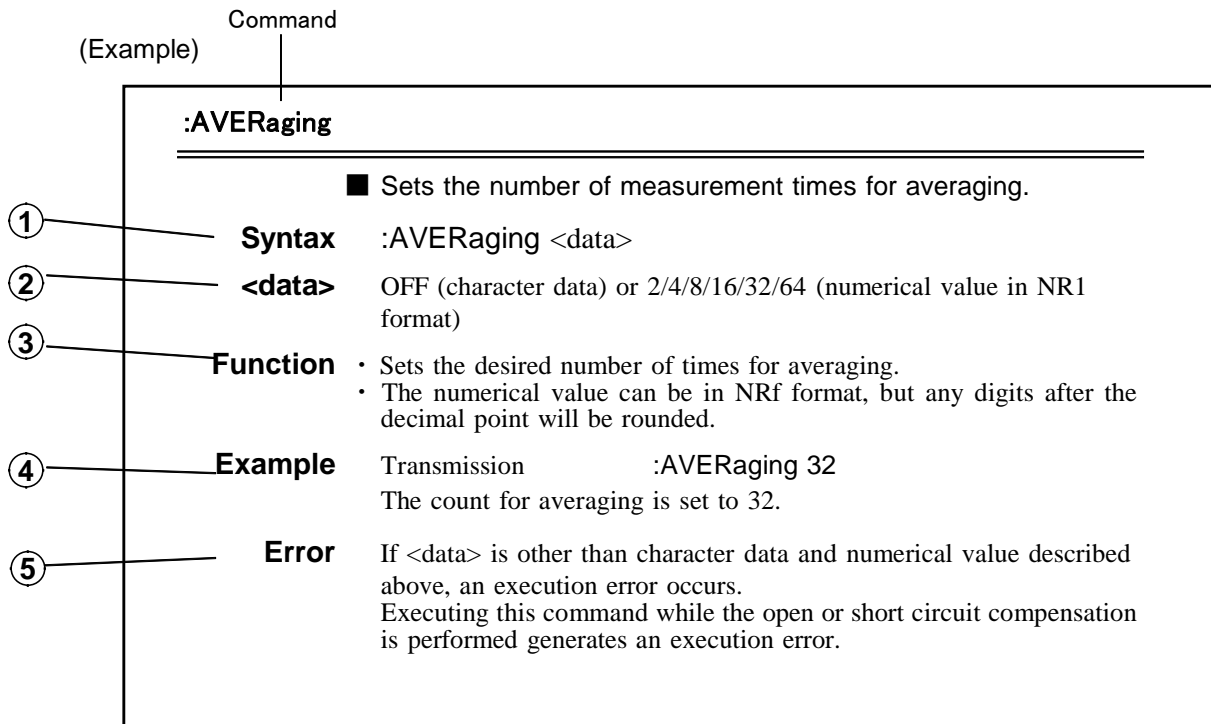 Command
(Example)
:AVERaging
■ Sets the number of measurement times for averaging.
① Syntax :AVERaging <data>
② <data> OFF (character data) or 2/4/8/16/32/64 (numerical value in NR1
format)
③ Function ・ Sets the desired number of times for averaging.
・ The numerical value can be in NRf format, but any digits after the
decimal point will be rounded.
④ Example Transmission :AVERaging 32
The count for averaging is set to 32.
⑤ Error If <data> is other than character data and numerical value described
above, an execution error occurs.
Executing this command while the open or short circuit compensation
is performed generates an execution error.